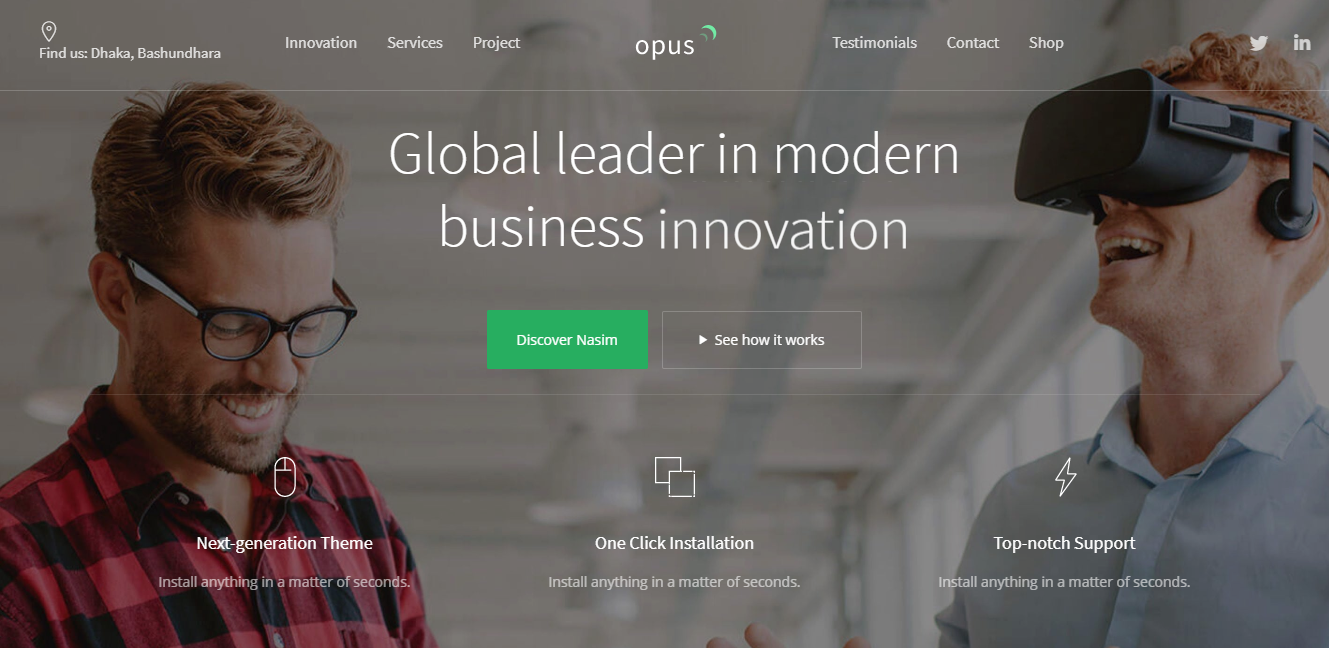 Find us: Dhaka, Bashundhara
Innovation
Services
Project
opus
Testimonials
Contact
Shop
in
Global leader in modern
business innovation
Discover Nasim
See how it works
Next-generation Theme
Install anything in a matter of seconds.
One Click Installation
Install anything in a matter of seconds.
Top-notch Support
Install anything in a matter of seconds.